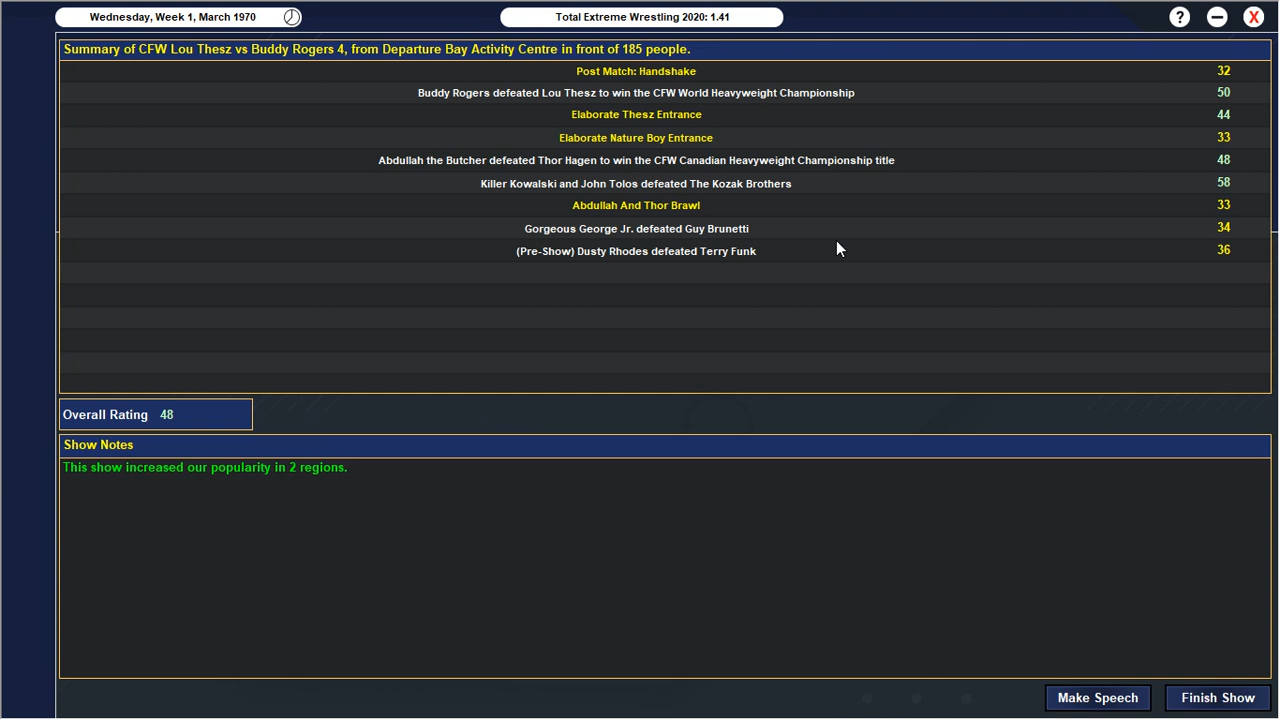 Wednesday, Week 1, March 1970
Total Extreme Wrestling 2020: 1.41
?
X
Summary of CFW Lou Thesz vs Buddy Rogers 4, from Departure Bay Activity Centre in front of 185 people.
Post Match: Handshake 32
Buddy Rogers defeated Lou Thesz to win the CFW World Heavyweight Championship 50
Elaborate Thesz Entrance 44
Elaborate Nature Boy Entrance 33
Abdullah the Butcher defeated Thor Hagen to win the CFW Canadian Heavyweight Championship title 48
Killer Kowalski and John Tolos defeated The Kozak Brothers 58
Abdullah And Thor Brawl 33
Gorgeous George Jr. defeated Guy Brunetti 34
(Pre-Show) Dusty Rhodes defeated Terry Funk 36
Overall Rating 48
Show Notes
This show increased our popularity in 2 regions.
Make Speech
Finish Show